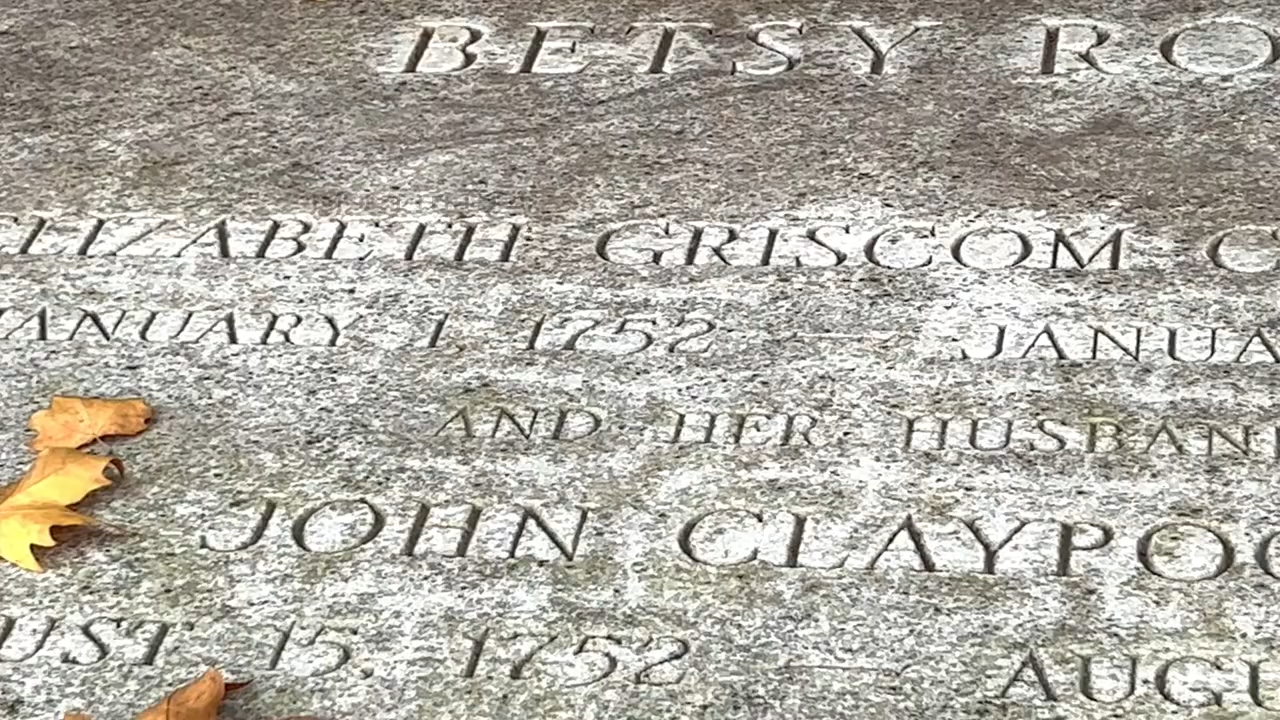 BETSY RO
ELIZABETH GRISCOM C
JANUARY 1, 1752 — JANUA
AND HER HUSBAN
JOHN CLAYPOO
UST 15, 1752 — AUGU